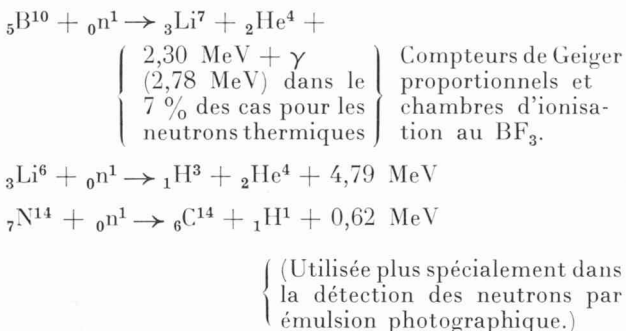 ₅B¹⁰ + ₀n¹ → ₃Li⁷ + ₂He⁴ +
{ 2,30 MeV + γ } Compteurs de Geiger
(2,78 MeV) dans le proportionnels et
7 % des cas pour les chambres d'ionisa-
neutrons thermiques tion au BF₃.
₃Li⁶ + ₀n¹ → ₁H³ + ₂He⁴ + 4,79 MeV
₇N¹⁴ + ₀n¹ → ₆C¹⁴ + ₁H¹ + 0,62 MeV
{ (Utilisée plus spécialement dans
la détection des neutrons par
émulsion photographique.)